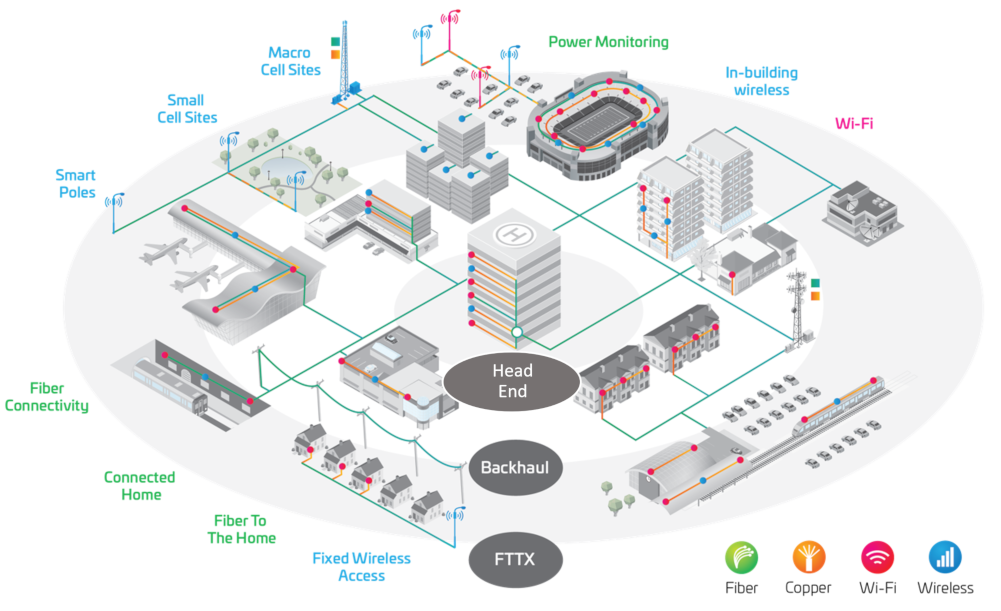 Power Monitoring
Macro
Cell Sites
In-building
wireless
Small
Cell Sites
Wi-Fi
Smart
Poles
H
Head
End
Fiber
Connectivity
Backhaul
Connected
Home
Fiber To
The Home
Fixed Wireless
Access
FTTX
Fiber
Copper
Wi-Fi
Wireless